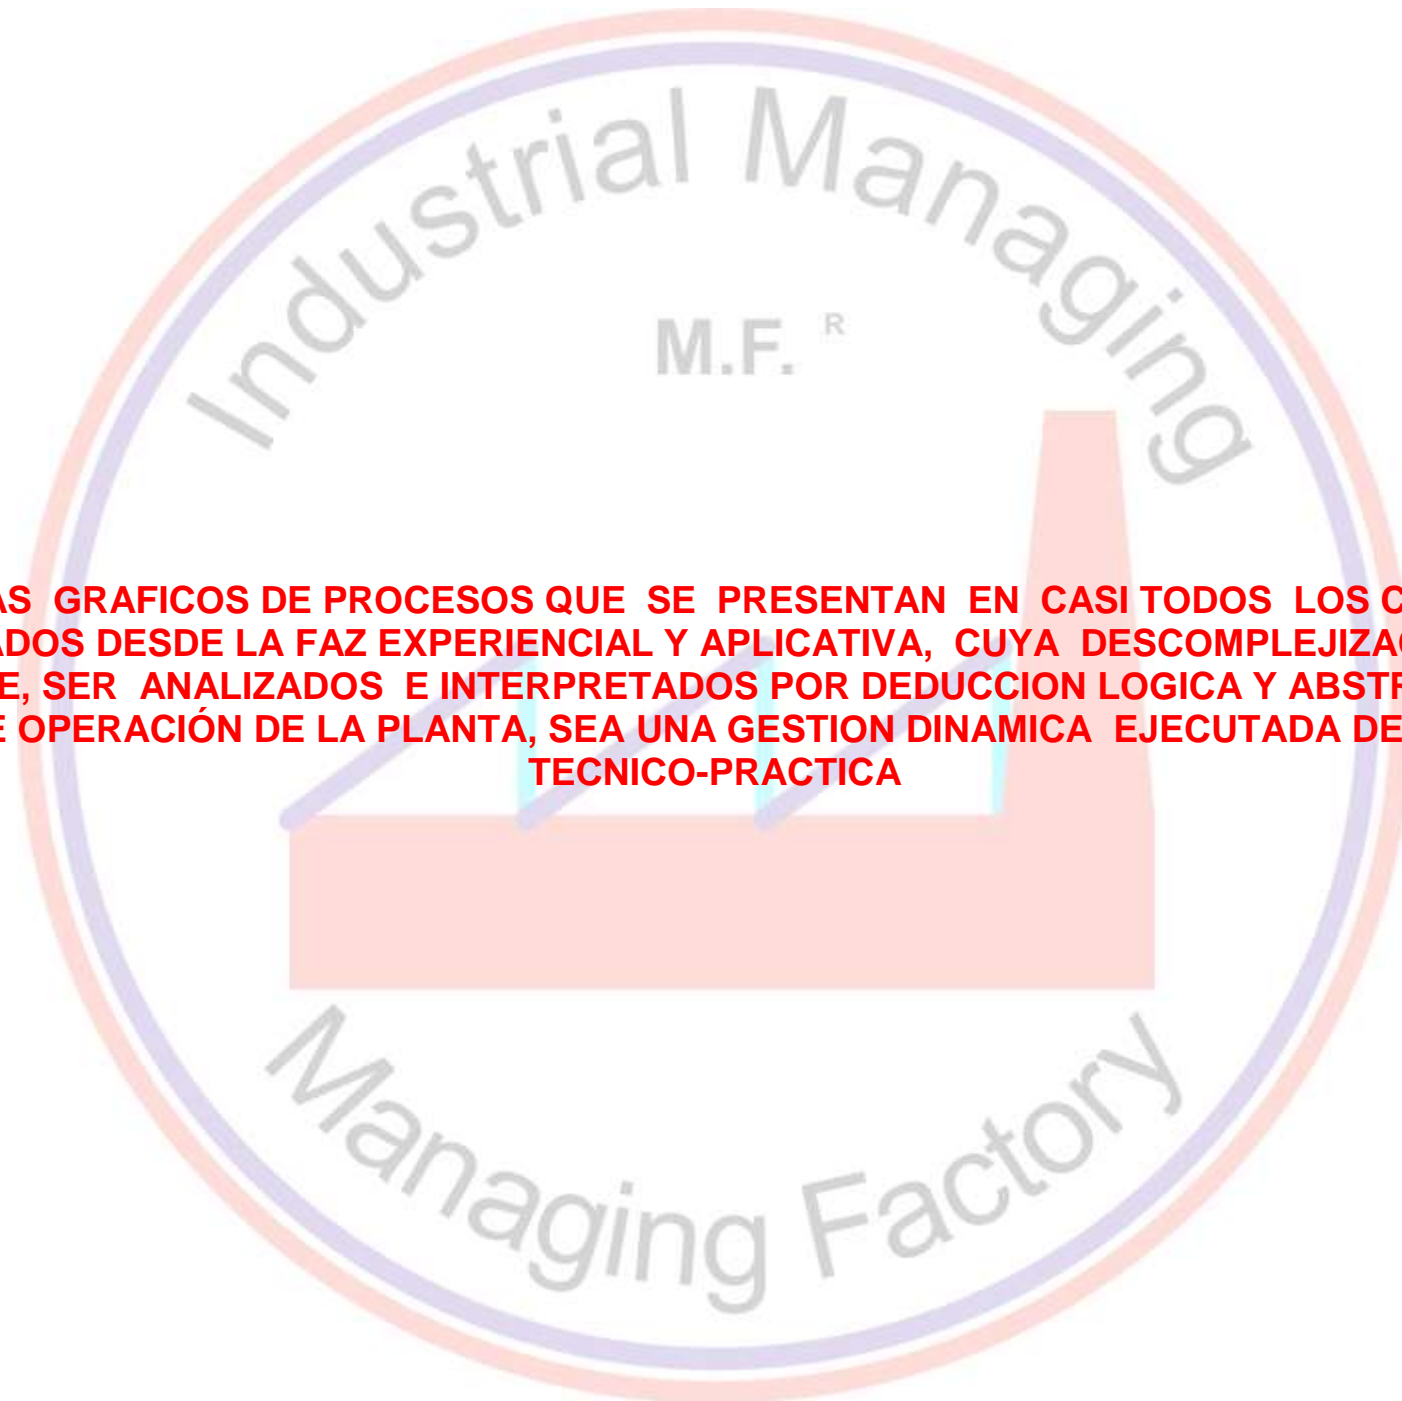 Industrial Managing
M.F. R
GRAFICOS DE PROCESOS QUE SE PRESENTAN EN CASI TODOS LOS
DESDE LA FAZ EXPERIENCIAL Y APLICATIVA, CUYA
SER ANALIZADOS E INTERPRETADOS POR DEDUCCION LOGICA Y
OPERACIÓN DE LA PLANTA, SEA UNA GESTION DINAMICA EJECUTADA
TECNICO-PRACTICA
Managing Factory